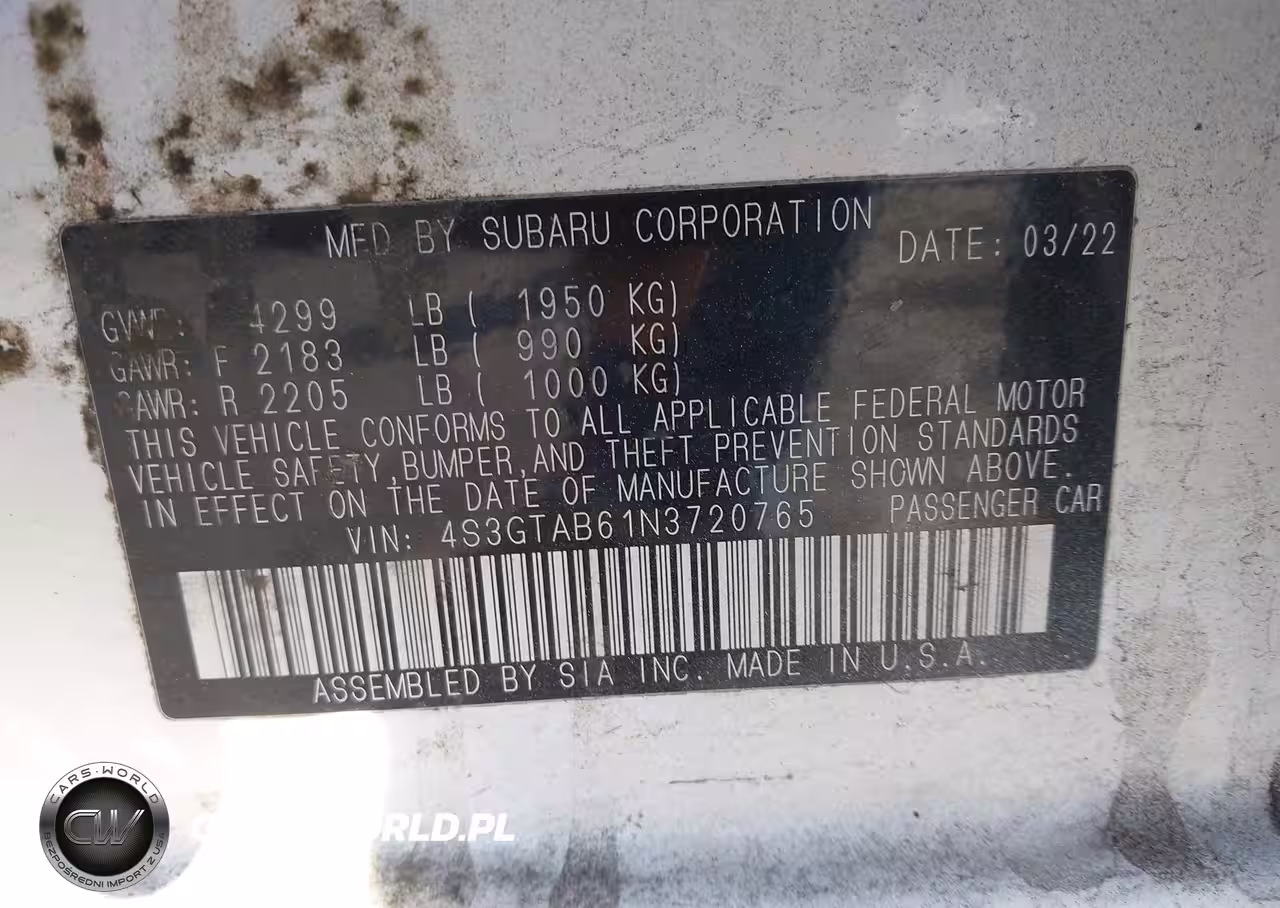 MFD BY SUBARU CORPORATION
DATE: 03/22
GVWR: 4299 LB ( 1950 KG)
GAWR: F 2183 LB ( 990 KG)
GAWR: R 2205 LB ( 1000 KG)
THIS VEHICLE CONFORMS TO ALL APPLICABLE FEDERAL MOTOR
VEHICLE SAFETY,BUMPER,AND THEFT PREVENTION STANDARDS
IN EFFECT ON THE DATE OF MANUFACTURE SHOWN ABOVE.
VIN: 4S3GTAB61N3720765 PASSENGER CAR
ASSEMBLED BY SIA INC. MADE IN U.S.A.
CARS-WORLD
CW
BEZPOŚREDNI IMPORT Z USA